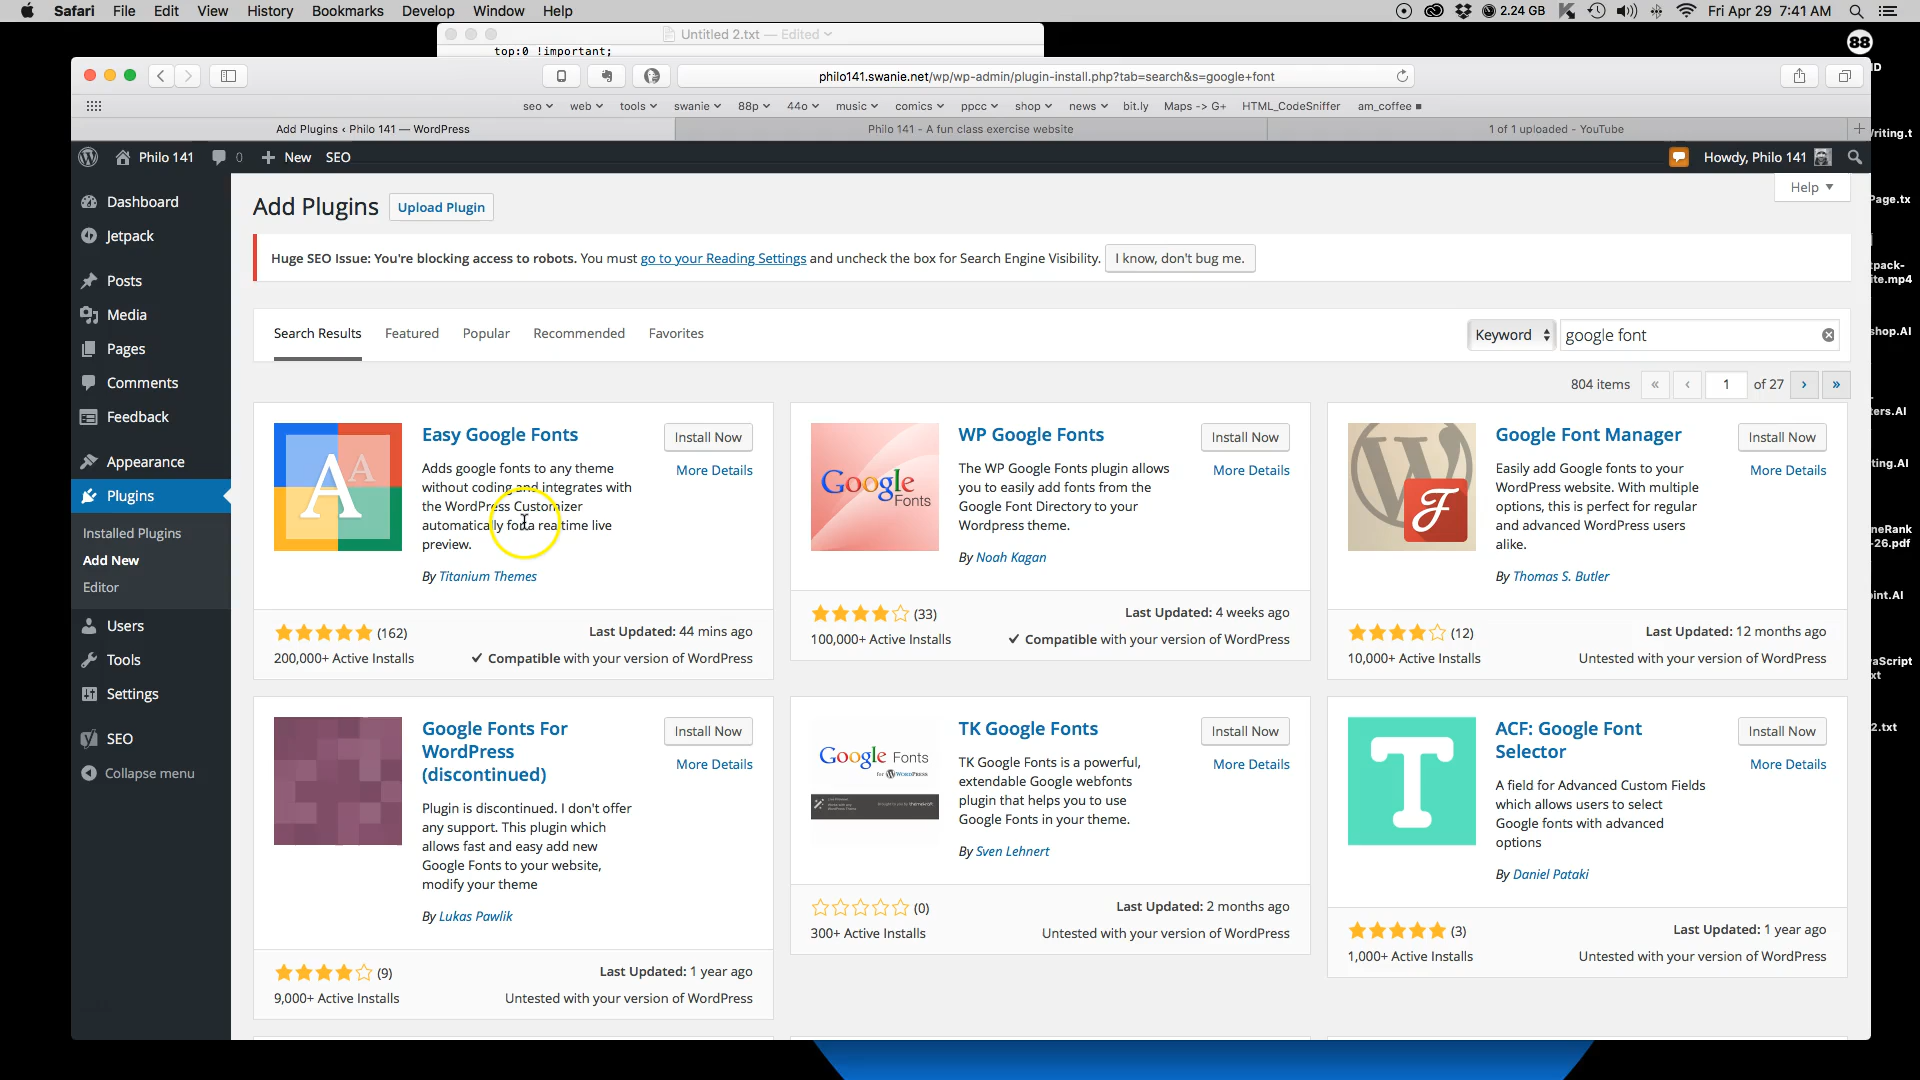 Safari File Edit View History Bookmarks Develop Window Help 2.24 GB Fri Apr 29 7:41 AM
Untitled 2.txt — Edited
top:0 !important;
88
philo141.swanie.net/wp/wp-admin/plugin-install.php?tab=search&s=google+font
seo web tools swanie 88p 44o music comics ppcc shop news bit.ly Maps -> G+ HTML_CodeSniffer am_coffee
Add Plugins ‹ Philo 141 — WordPress Philo 141 - A fun class exercise website 1 of 1 uploaded - YouTube
Philo 141 0 New SEO Howdy, Philo 141
Dashboard
Jetpack
Posts
Media
Pages
Comments
Feedback
Appearance
Plugins
Installed Plugins
Add New
Editor
Users
Tools
Settings
SEO
Collapse menu
Help
Add Plugins Upload Plugin
Huge SEO Issue: You're blocking access to robots. You must go to your Reading Settings and uncheck the box for Search Engine Visibility. I know, don't bug me.
Search Results Featured Popular Recommended Favorites Keyword google font
804 items « ‹ 1 of 27 › »
Easy Google Fonts
Install Now
More Details
Adds google fonts to any theme
without coding and integrates with
the WordPress Customizer
automatically for a realtime live
preview.
By Titanium Themes
(162) Last Updated: 44 mins ago
200,000+ Active Installs ✓ Compatible with your version of WordPress
Google Fonts
WP Google Fonts
Install Now
More Details
The WP Google Fonts plugin allows
you to easily add fonts from the
Google Font Directory to your
Wordpress theme.
By Noah Kagan
(33) Last Updated: 4 weeks ago
100,000+ Active Installs ✓ Compatible with your version of WordPress
Google Font Manager
Install Now
More Details
Easily add Google fonts to your
WordPress website. With multiple
options, this is perfect for regular
and advanced WordPress users
alike.
By Thomas S. Butler
(12) Last Updated: 12 months ago
10,000+ Active Installs Untested with your version of WordPress
Google Fonts For
WordPress
(discontinued)
Install Now
More Details
Plugin is discontinued. I don't offer
any support. This plugin which
allows fast and easy add new
Google Fonts to your website,
modify your theme
By Lukas Pawlik
(9) Last Updated: 1 year ago
9,000+ Active Installs Untested with your version of WordPress
Google Fonts
for WordPress
TK Google Fonts
Install Now
More Details
TK Google Fonts is a powerful,
extendable Google webfonts
plugin that helps you to use
Google Fonts in your theme.
By Sven Lehnert
(0) Last Updated: 2 months ago
300+ Active Installs Untested with your version of WordPress
ACF: Google Font
Selector
Install Now
More Details
A field for Advanced Custom Fields
which allows users to select
Google fonts with advanced
options
By Daniel Pataki
(3) Last Updated: 1 year ago
1,000+ Active Installs Untested with your version of WordPress